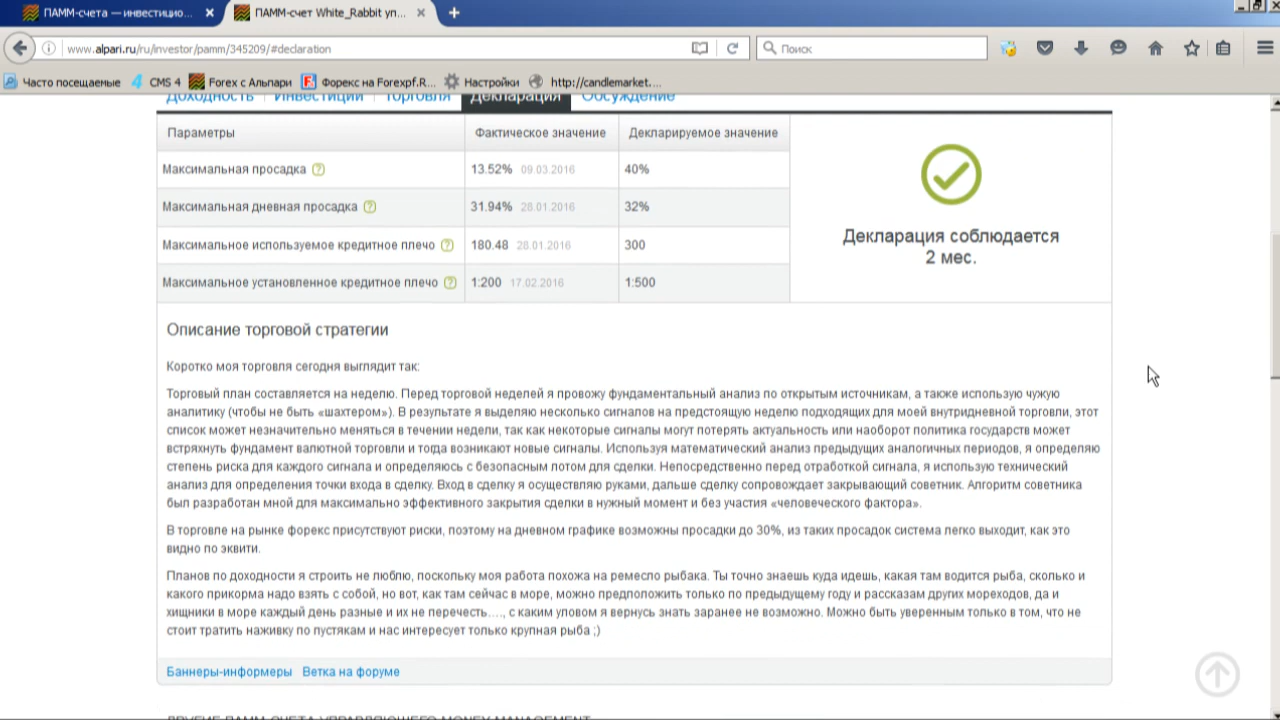 ПАММ-счета — инвестицио...
ПАММ-счет White_Rabbit уп...
www.alpari.ru/ru/investor/pamm/345209/#declaration
Поиск
Часто посещаемые CMS 4 Forex с Альпари Форекс на Forexpf.R... Настройки http://candlemarket....
Доходность Инвестиции Торговля Декларация Обсуждение
Параметры Фактическое значение Декларируемое значение
Максимальная просадка 13.52% 09.03.2016 40%
Максимальная дневная просадка 31.94% 28.01.2016 32%
Максимальное используемое кредитное плечо 180.48 28.01.2016 300
Максимальное установленное кредитное плечо 1:200 17.02.2016 1:500
Декларация соблюдается
2 мес.
Описание торговой стратегии
Коротко моя торговля сегодня выглядит так:
Торговый план составляется на неделю. Перед торговой неделей я провожу фундаментальный анализ по открытым источникам, а также использую чужую
аналитику (чтобы не быть «шахтером»). В результате я выделяю несколько сигналов на предстоящую неделю подходящих для моей внутридневной торговли, этот
список может незначительно меняться в течении недели, так как некоторые сигналы могут потерять актуальность или наоборот политика государств может
встряхнуть фундамент валютной торговли и тогда возникают новые сигналы. Используя математический анализ предыдущих аналогичных периодов, я определяю
степень риска для каждого сигнала и определяюсь с безопасным лотом для сделки. Непосредственно перед отработкой сигнала, я использую технический
анализ для определения точки входа в сделку. Вход в сделку я осуществляю руками, дальше сделку сопровождает закрывающий советник. Алгоритм советника
был разработан мной для максимально эффективного закрытия сделки в нужный момент и без участия «человеческого фактора».
В торговле на рынке форекс присутствуют риски, поэтому на дневном графике возможны просадки до 30%, из таких просадок система легко выходит, как это
видно по эквити.
Планов по доходности я строить не люблю, поскольку моя работа похожа на ремесло рыбака. Ты точно знаешь куда идешь, какая там водится рыба, сколько и
какого прикорма надо взять с собой, но вот, как там сейчас в море, можно предположить только по предыдущему году и рассказам других мореходов, да и
хищники в море каждый день разные и их не перечесть...., с каким уловом я вернусь знать заранее не возможно. Можно быть уверенным только в том, что не
стоит тратить наживку по пустякам и нас интересует только крупная рыба ;)
Баннеры-информеры Ветка на форуме
ДРУГИЕ ПАММ-СЧЕТА УПРАВЛЯЮЩЕГО MONEY MANAGEMENT